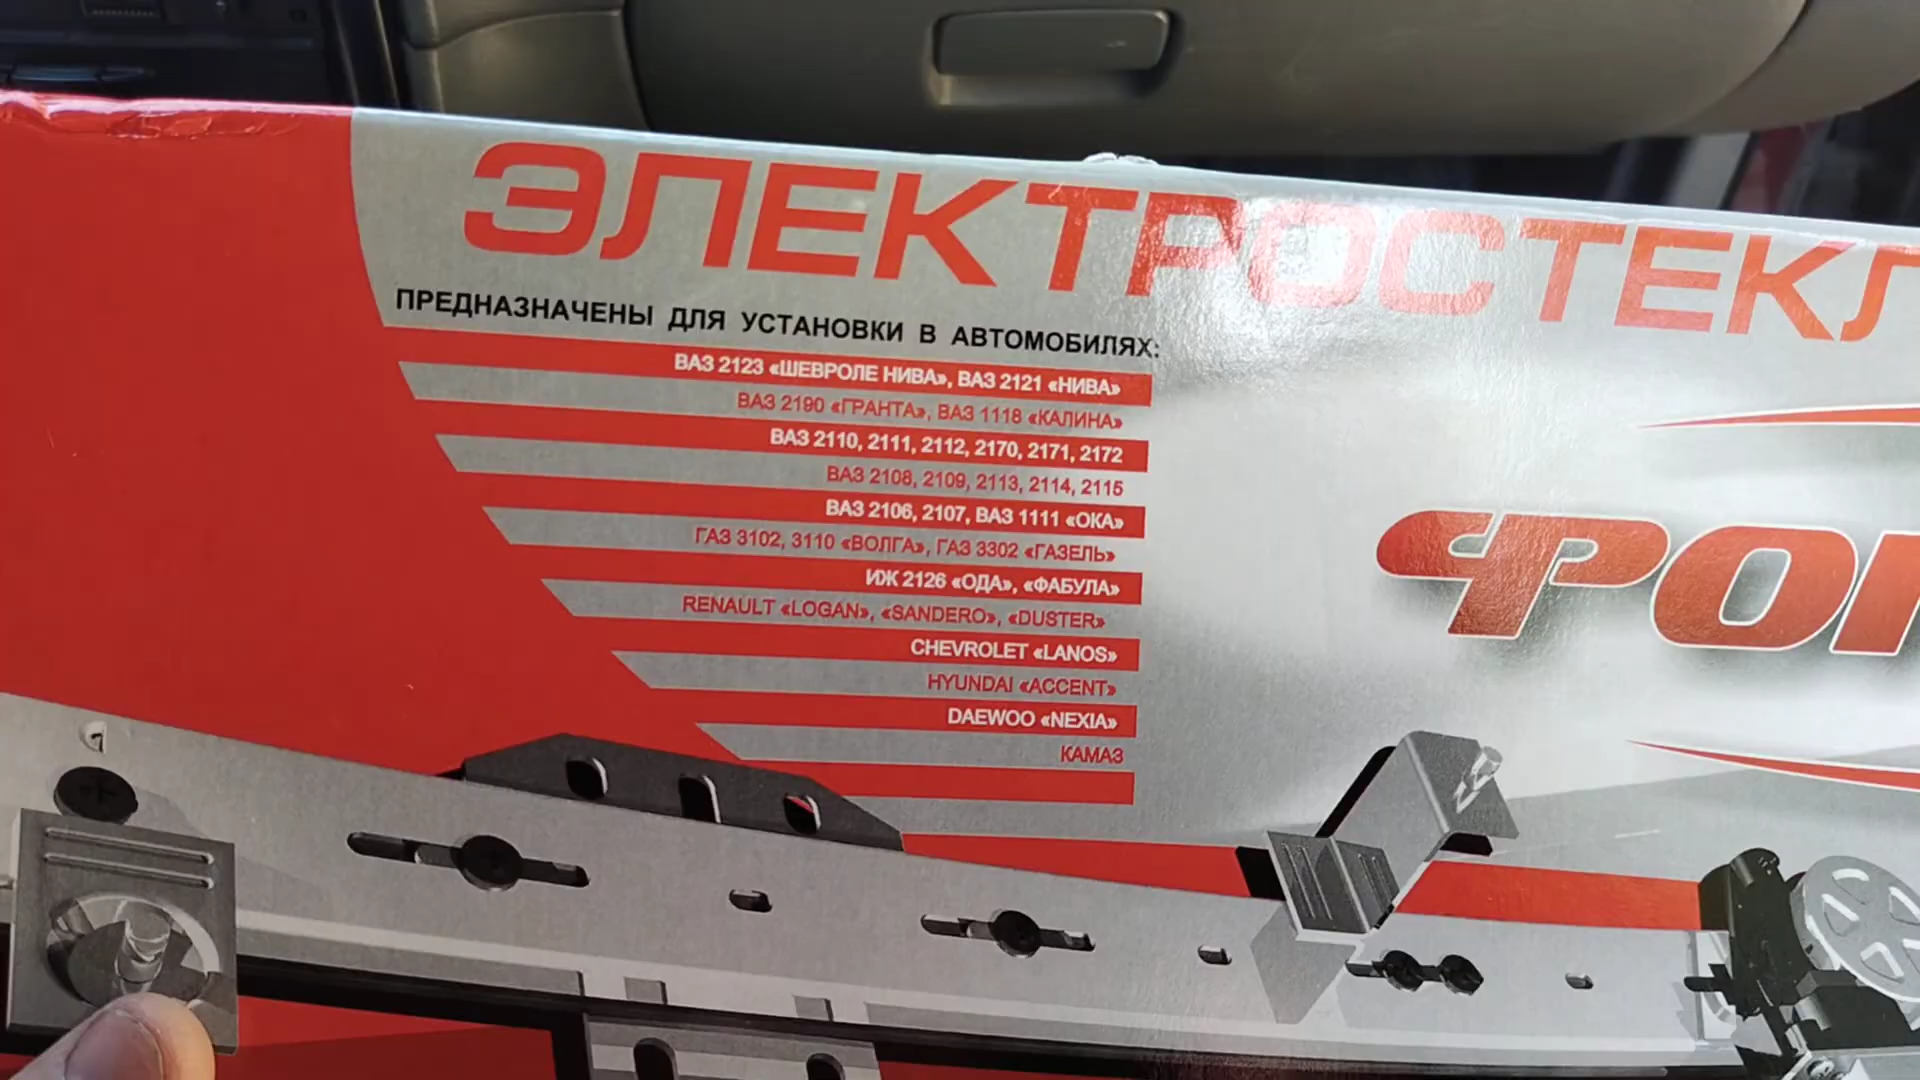 ЭЛЕКТРОСТЕКЛ
ПРЕДНАЗНАЧЕНЫ ДЛЯ УСТАНОВКИ В АВТОМОБИЛЯХ:
ВАЗ 2123 «ШЕВРОЛЕ НИВА», ВАЗ 2121 «НИВА»
ВАЗ 2190 «ГРАНТА», ВАЗ 1118 «КАЛИНА»
ВАЗ 2110, 2111, 2112, 2170, 2171, 2172
ВАЗ 2108, 2109, 2113, 2114, 2115
ВАЗ 2106, 2107, ВАЗ 1111 «ОКА»
ГАЗ 3102, 3110 «ВОЛГА», ГАЗ 3302 «ГАЗЕЛЬ»
ИЖ 2126 «ОДА», «ФАБУЛА»
RENAULT «LOGAN», «SANDERO», «DUSTER»
CHEVROLET «LANOS»
HYUNDAI «ACCENT»
DAEWOO «NEXIA»
КАМАЗ